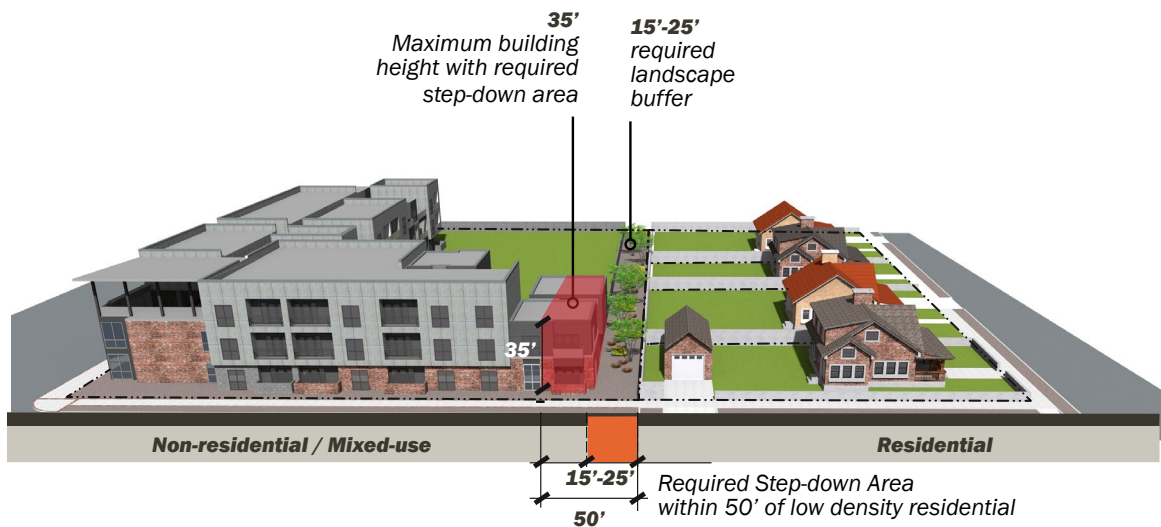 35’
Maximum building
height with required
step-down area
15’-25’
required
landscape
buffer
35’
Non-residential / Mixed-use
Residential
15’-25’
50’
Required Step-down Area
within 50’ of low density residential